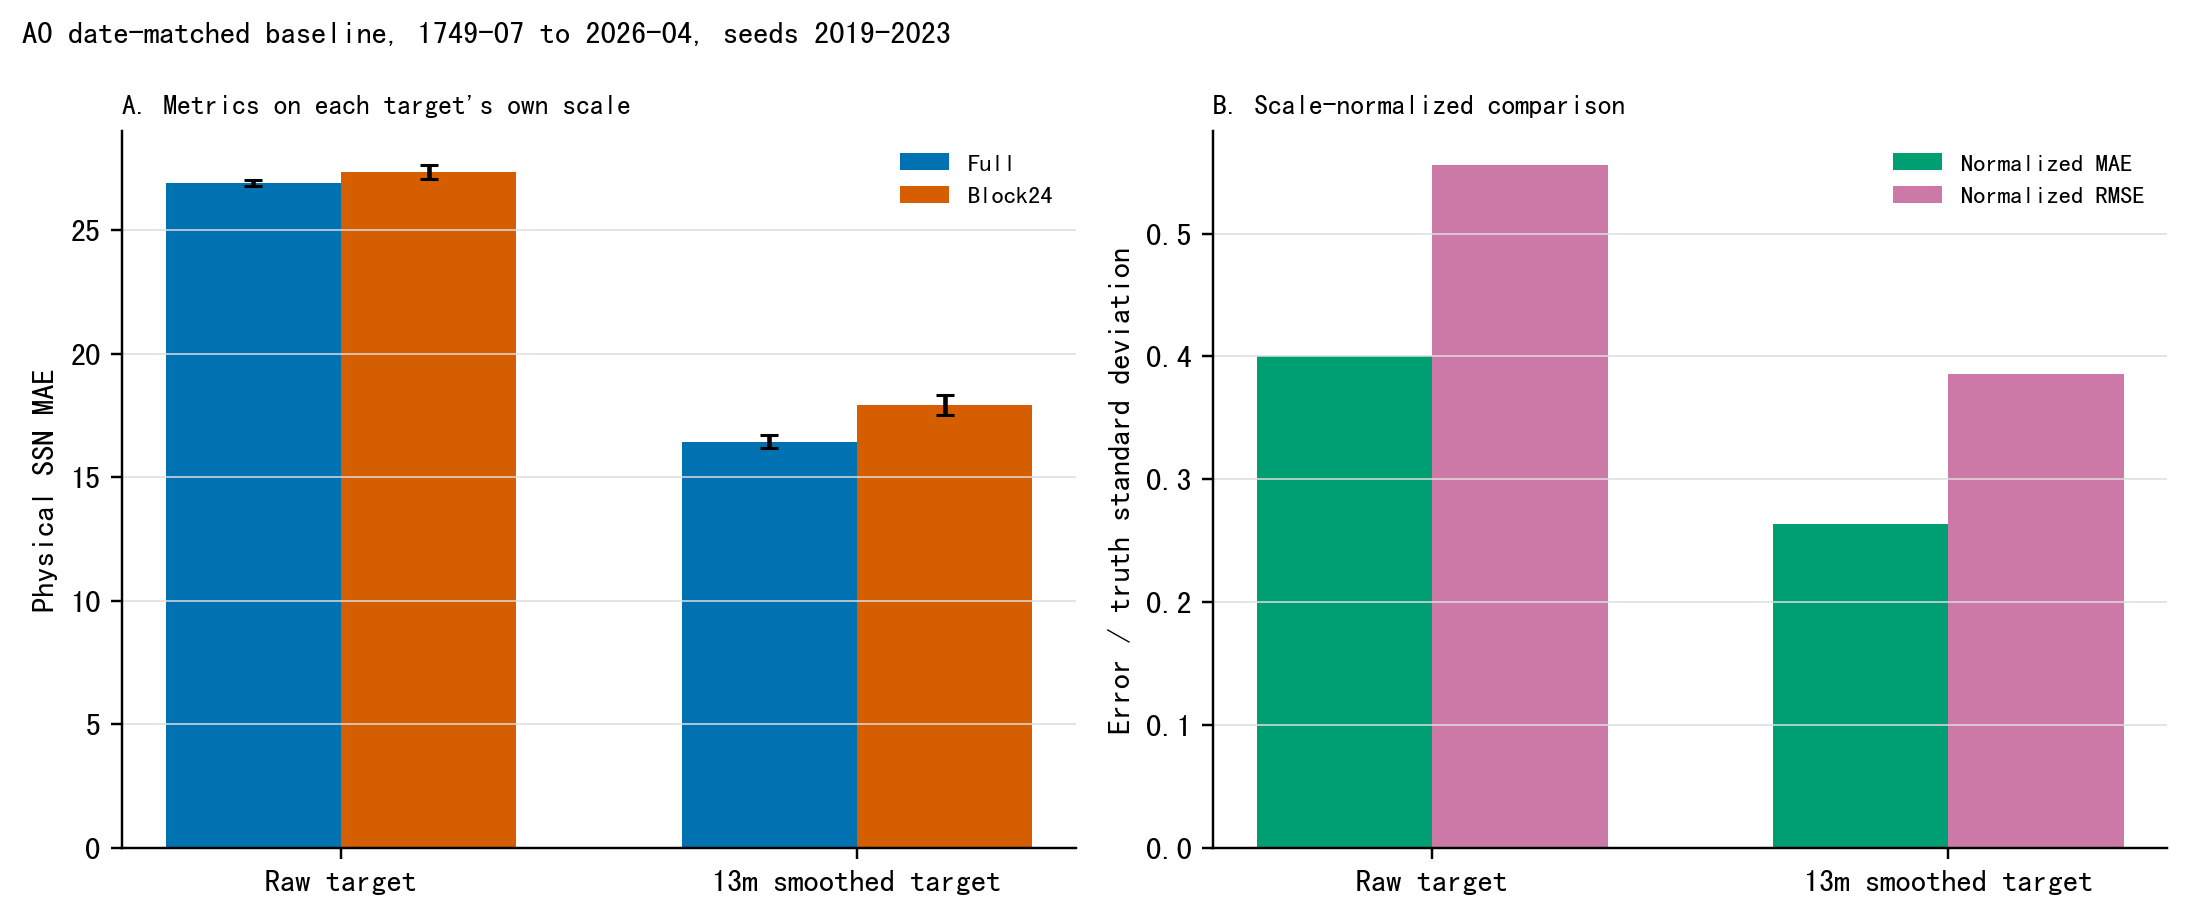 A0 date-matched baseline, 1749-07 to 2026-04, seeds 2019-2023
A. Metrics on each target's own scale
Full
Block24
Physical SSN MAE
25
20
15
10
5
0
Raw target
13m smoothed target
B. Scale-normalized comparison
Normalized MAE
Normalized RMSE
Error / truth standard deviation
0.5
0.4
0.3
0.2
0.1
0.0
Raw target
13m smoothed target